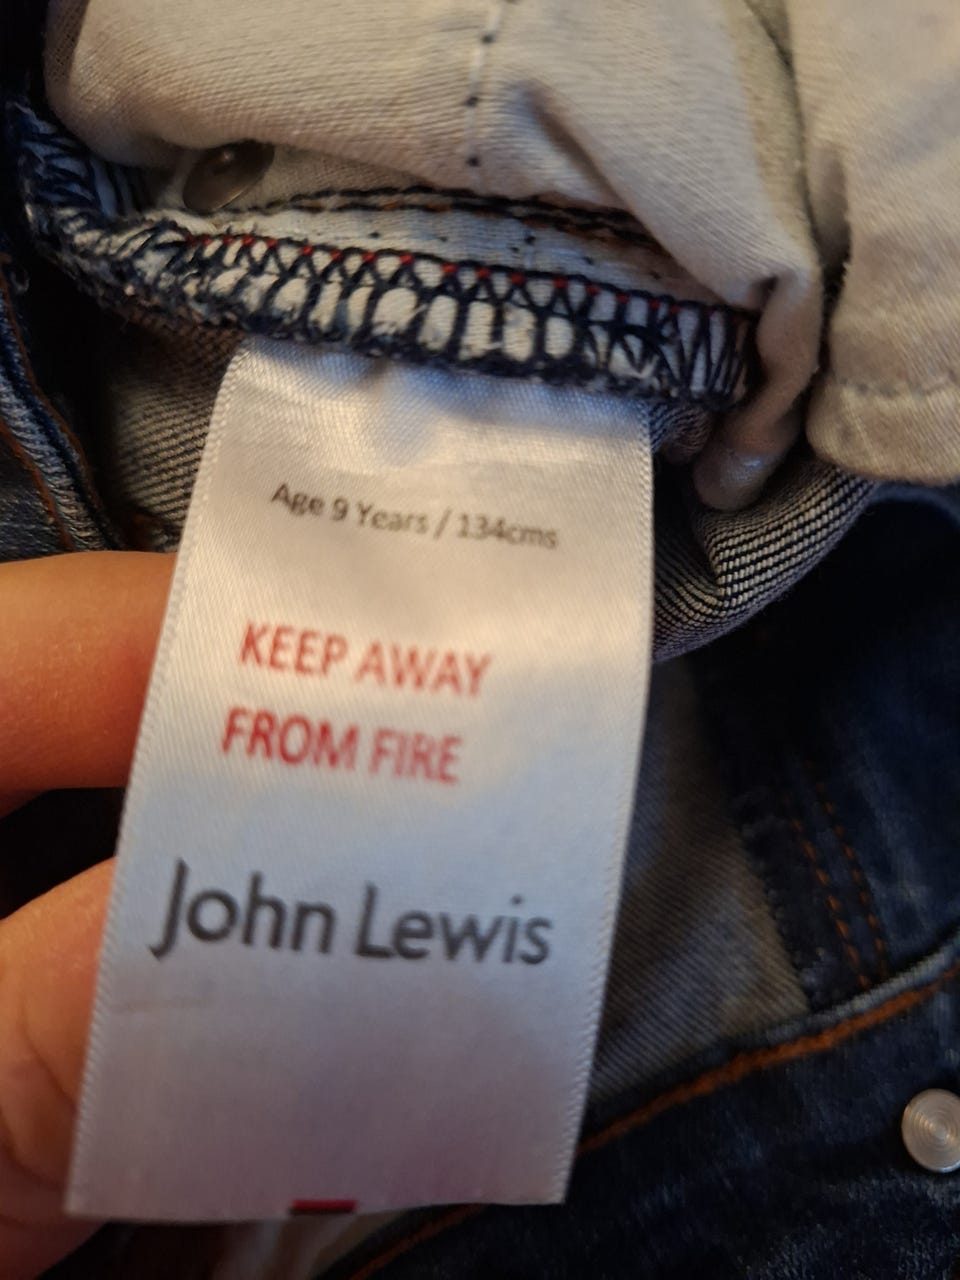 Age 9 Years / 134cms
KEEP AWAY
FROM FIRE
John Lewis